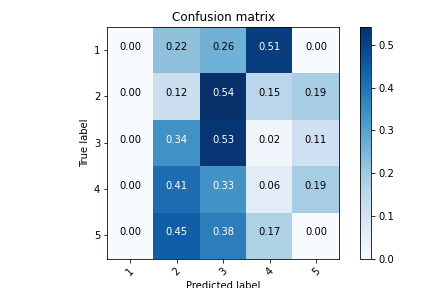 Confusion matrix
1 0.00 0.22 0.26 0.51 0.00
2 0.00 0.12 0.54 0.15 0.19
3 0.00 0.34 0.53 0.02 0.11
4 0.00 0.41 0.33 0.06 0.19
5 0.00 0.45 0.38 0.17 0.00
1 2 3 4 5
True label
Predicted label
0.5
0.4
0.3
0.2
0.1
0.0